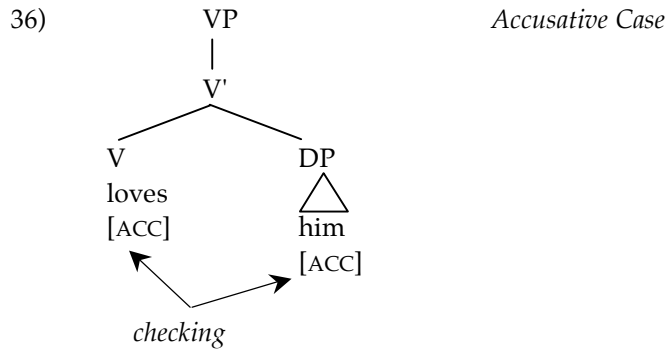 36) VP Accusative Case
V'
V DP
loves
[ACC] him
[ACC]
checking